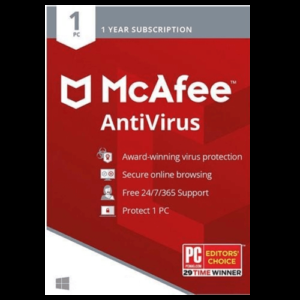 1
PC
1 YEAR SUBSCRIPTION
McAfee™
AntiVirus
Award-winning virus protection
Secure online browsing
Free 24/7/365 Support
Protect 1 PC
PC
EDITORS'
CHOICE
29 TIME WINNER